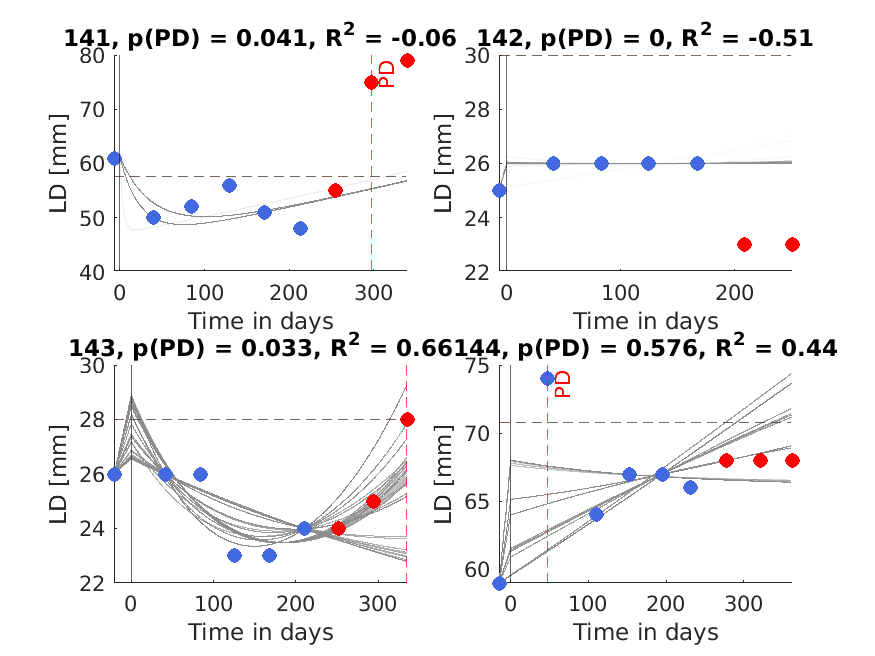 141, p(PD) = 0.041, R² = -0.06
142, p(PD) = 0, R² = -0.51
80
70
60
50
40
LD [mm]
PD
0
100
200
300
Time in days
30
28
26
24
22
LD [mm]
0
200
Time in days
143, p(PD) = 0.033, R² = 0.66
144, p(PD) = 0.576, R² = 0.44
30
28
26
24
22
LD [mm]
0
100
200
300
Time in days
75
70
65
60
LD [mm]
PD
0
100
200
300
Time in days